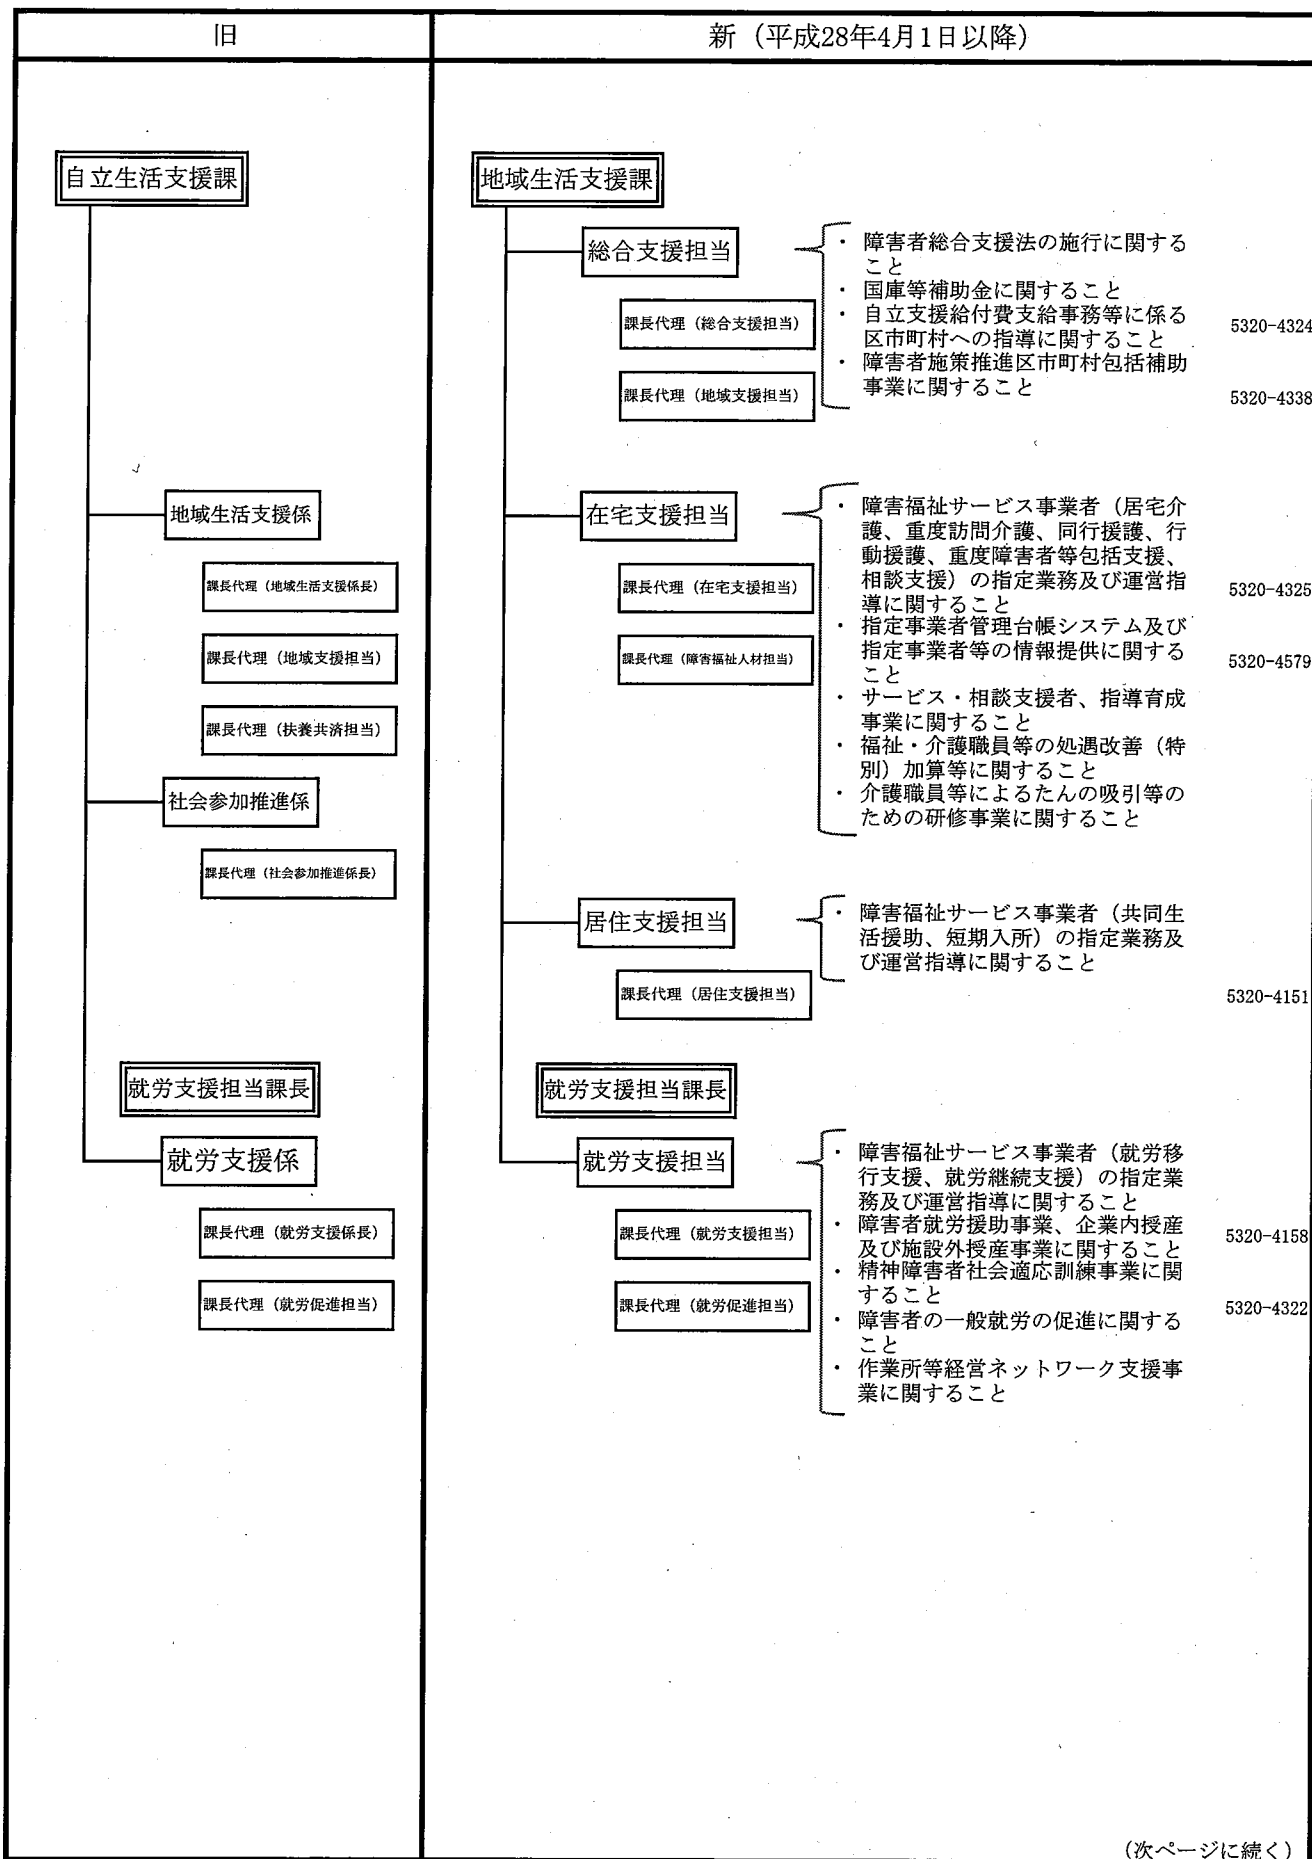 旧
新（平成28年4月1日以降）
自立生活支援課
地域生活支援係
課長代理（地域生活支援係長）
課長代理（地域支援担当）
課長代理（扶養共済担当）
社会参加推進係
課長代理（社会参加推進係長）
就労支援担当課長
就労支援係
課長代理（就労支援係長）
課長代理（就労促進担当）
地域生活支援課
総合支援担当
課長代理（総合支援担当）
課長代理（地域支援担当）
・ 障害者総合支援法の施行に関する
こと
・ 国庫等補助金に関すること
・ 自立支援給付費支給事務等に係る
区市町村への指導に関すること
・ 障害者施策推進区市町村包括補助
事業に関すること
5320-4324
5320-4338
在宅支援担当
課長代理（在宅支援担当）
課長代理（障害福祉人材担当）
・ 障害福祉サービス事業者（居宅介
護、重度訪問介護、同行援護、行
動援護、重度障害者等包括支援、
相談支援）の指定業務及び運営指
導に関すること
・ 指定事業者管理台帳システム及び
指定事業者等の情報提供に関する
こと
・ サービス・相談支援者、指導育成
事業に関すること
・ 福祉・介護職員等の処遇改善（特
別）加算等に関すること
・ 介護職員等によるたんの吸引等の
ための研修事業に関すること
5320-4325
5320-4579
居住支援担当
課長代理（居住支援担当）
・ 障害福祉サービス事業者（共同生
活援助、短期入所）の指定業務及
び運営指導に関すること
5320-4151
就労支援担当課長
就労支援担当
課長代理（就労支援担当）
課長代理（就労促進担当）
・ 障害福祉サービス事業者（就労移
行支援、就労継続支援）の指定業
務及び運営指導に関すること
・ 障害者就労援助事業、企業内授産
及び施設外授産事業に関すること
・ 精神障害者社会適応訓練事業に関
すること
・ 障害者の一般就労の促進に関する
こと
・ 作業所等経営ネットワーク支援事
業に関すること
5320-4158
5320-4322
（次ページに続く）